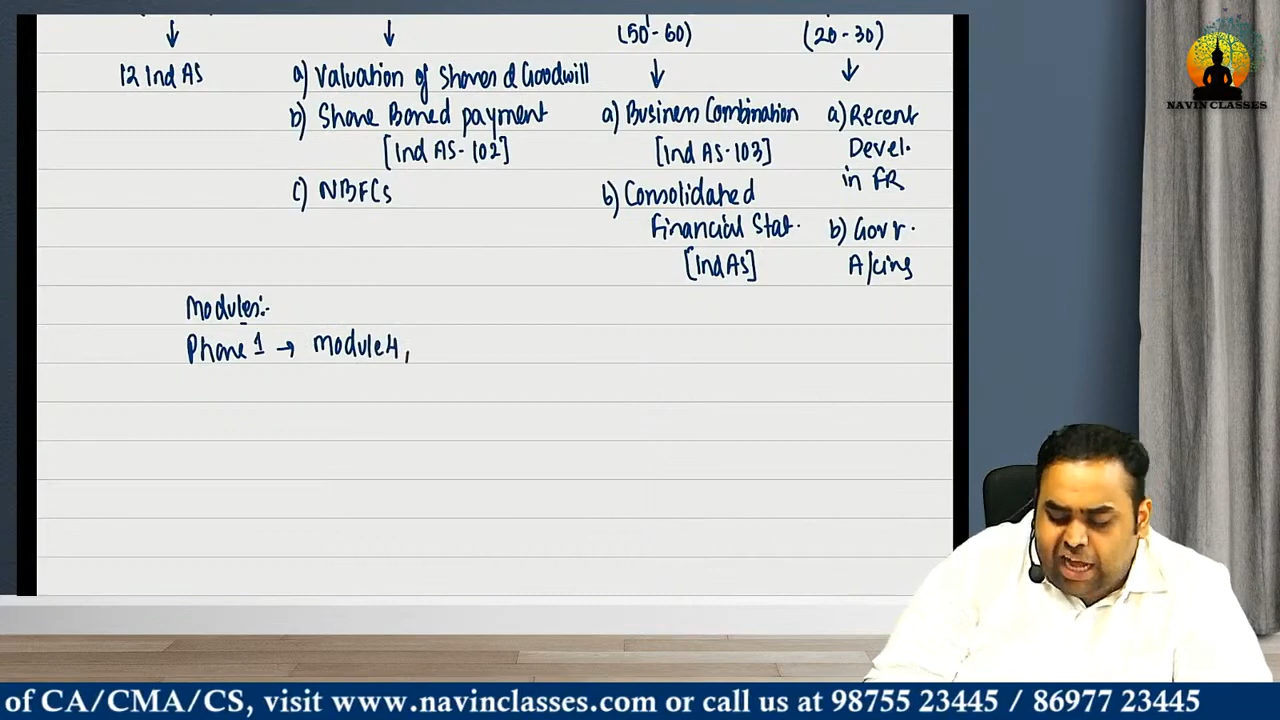 (50-60)
(20-30)
12 Ind AS
a) Valuation of Shares & Goodwill
b) Share Based payment
[Ind AS-102]
c) NBFCs
a) Business Combination
[Ind AS-103]
b) Consolidated
Financial Stat.
[Ind AS]
a) Recent
Devel.
in FR
b) Govt.
A/cing
Modules:-
Phase 1 → Module 4,
NAVIN CLASSES
of CA/CMA/CS, visit www.navinclasses.com or call us at 98755 23445 / 86977 23445